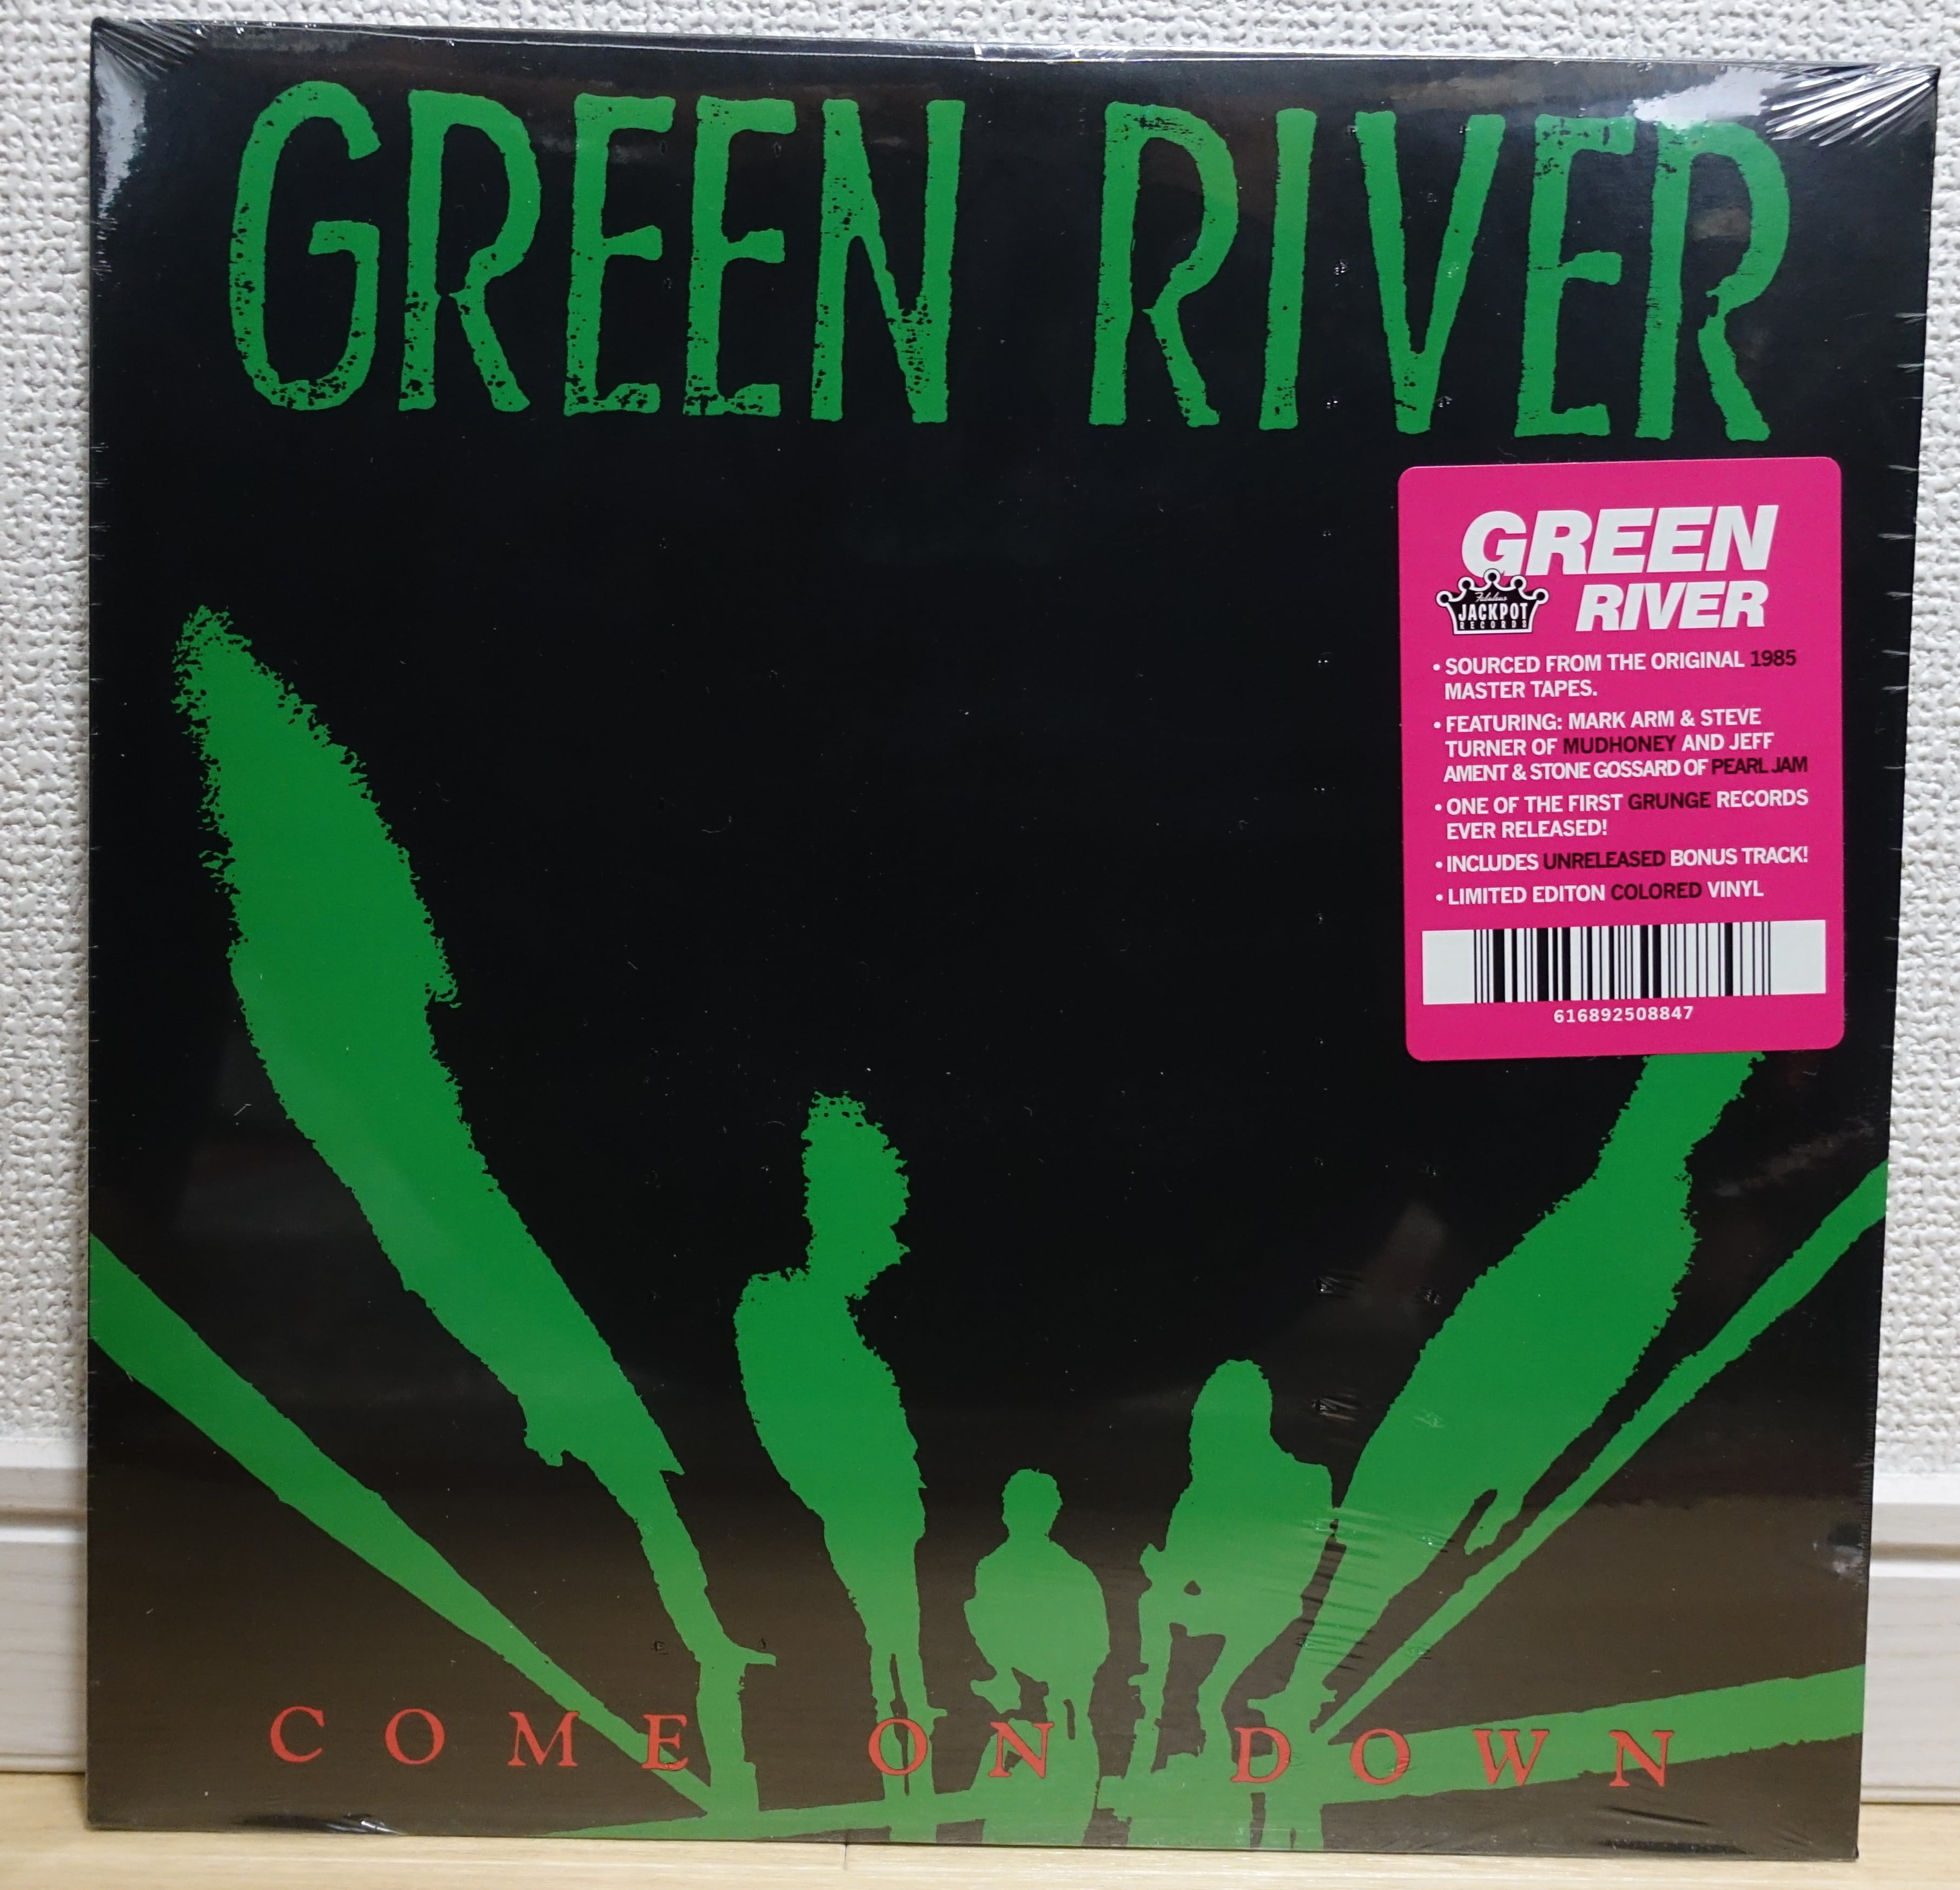 GREEN RIVER
GREEN
RIVER
Fabulous
JACKPOT
RECORDS
• SOURCED FROM THE ORIGINAL 1985
MASTER TAPES.
• FEATURING: MARK ARM & STEVE
TURNER OF MUDHONEY AND JEFF
AMENT & STONE GOSSARD OF PEARL JAM
• ONE OF THE FIRST GRUNGE RECORDS
EVER RELEASED!
• INCLUDES UNRELEASED BONUS TRACK!
• LIMITED EDITON COLORED VINYL
616892508847
COME ON DOWN